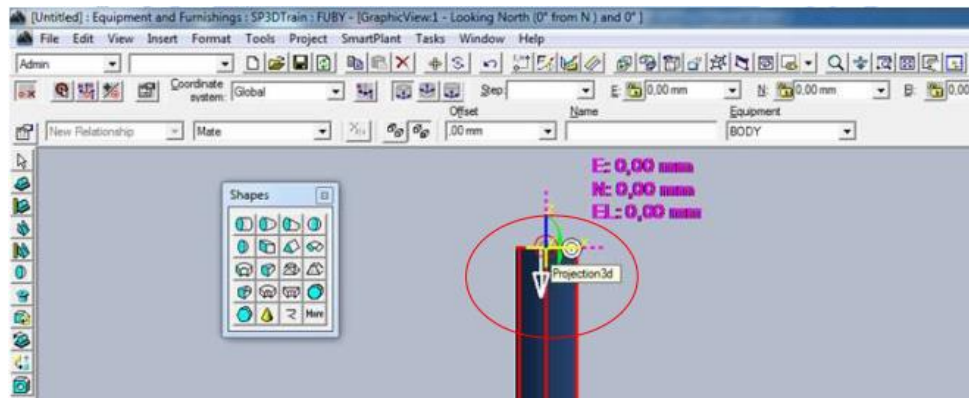 [Untitled] : Equipment and Furnishings : SP3DTrain : FUBY - [GraphicView:1 - Looking North (0° from N ) and 0° ]
File Edit View Insert Format Tools Project SmartPlant Tasks Window Help
Admin
Coordinate system: Global Step: E: 0,00 mm N: 0,00 mm B: 0,00
Offset Name Equipment
New Relationship Mate ,00 mm BODY
E: 0,00 mm
N: 0,00 mm
EL: 0,00 mm
Shapes
Projection3d
More